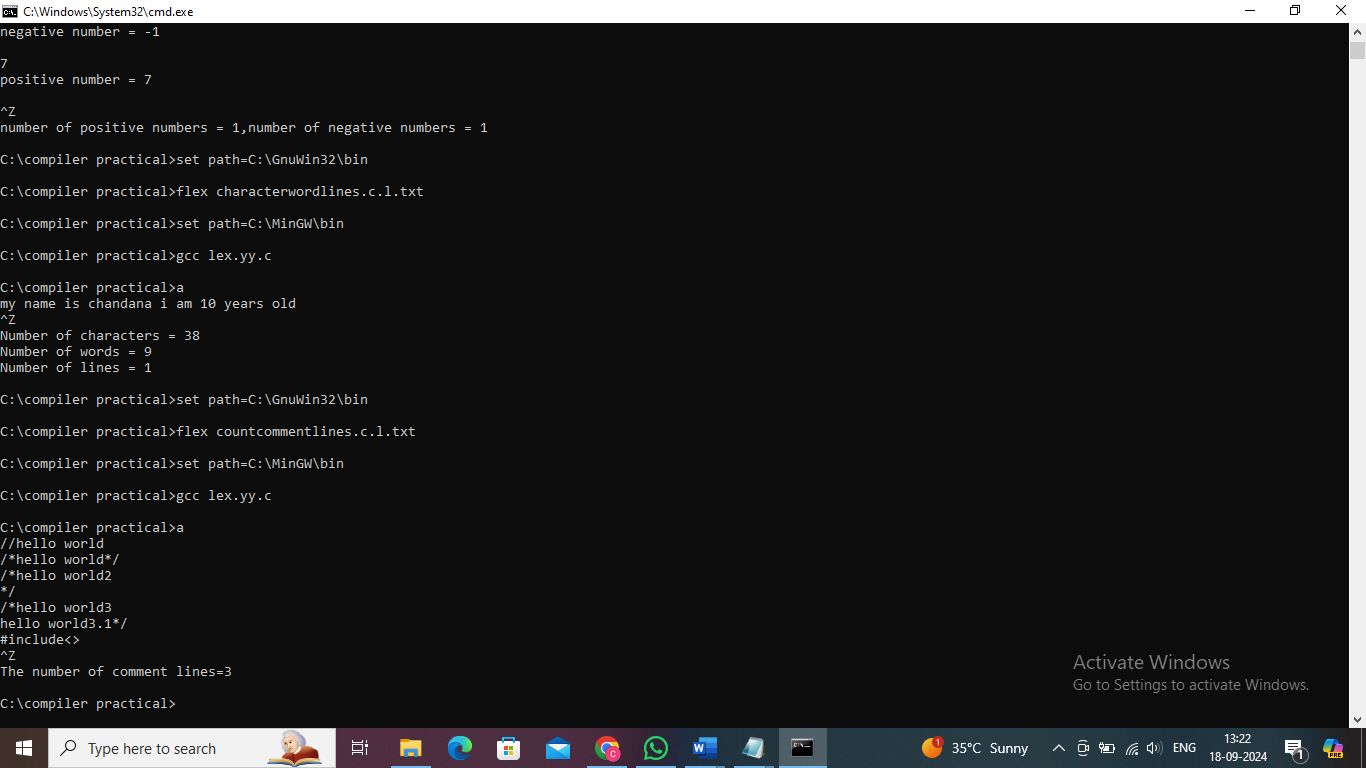 C:\Windows\System32\cmd.exe
negative number = -1
7
positive number = 7
^Z
number of positive numbers = 1,number of negative numbers = 1
C:\compiler practical>set path=C:\GnuWin32\bin
C:\compiler practical>flex characterwordlines.c.l.txt
C:\compiler practical>set path=C:\MinGW\bin
C:\compiler practical>gcc lex.yy.c
C:\compiler practical>a
my name is chandana i am 10 years old
^Z
Number of characters = 38
Number of words = 9
Number of lines = 1
C:\compiler practical>set path=C:\GnuWin32\bin
C:\compiler practical>flex countcommentlines.c.l.txt
C:\compiler practical>set path=C:\MinGW\bin
C:\compiler practical>gcc lex.yy.c
C:\compiler practical>a
//hello world
/*hello world*/
/*hello world2
*/
/*hello world3
hello world3.1*/
#include<>
^Z
The number of comment lines=3
C:\compiler practical>
Activate Windows
Go to Settings to activate Windows.
Type here to search
1
35°C Sunny
ENG
13:22
18-09-2024
1
PRE